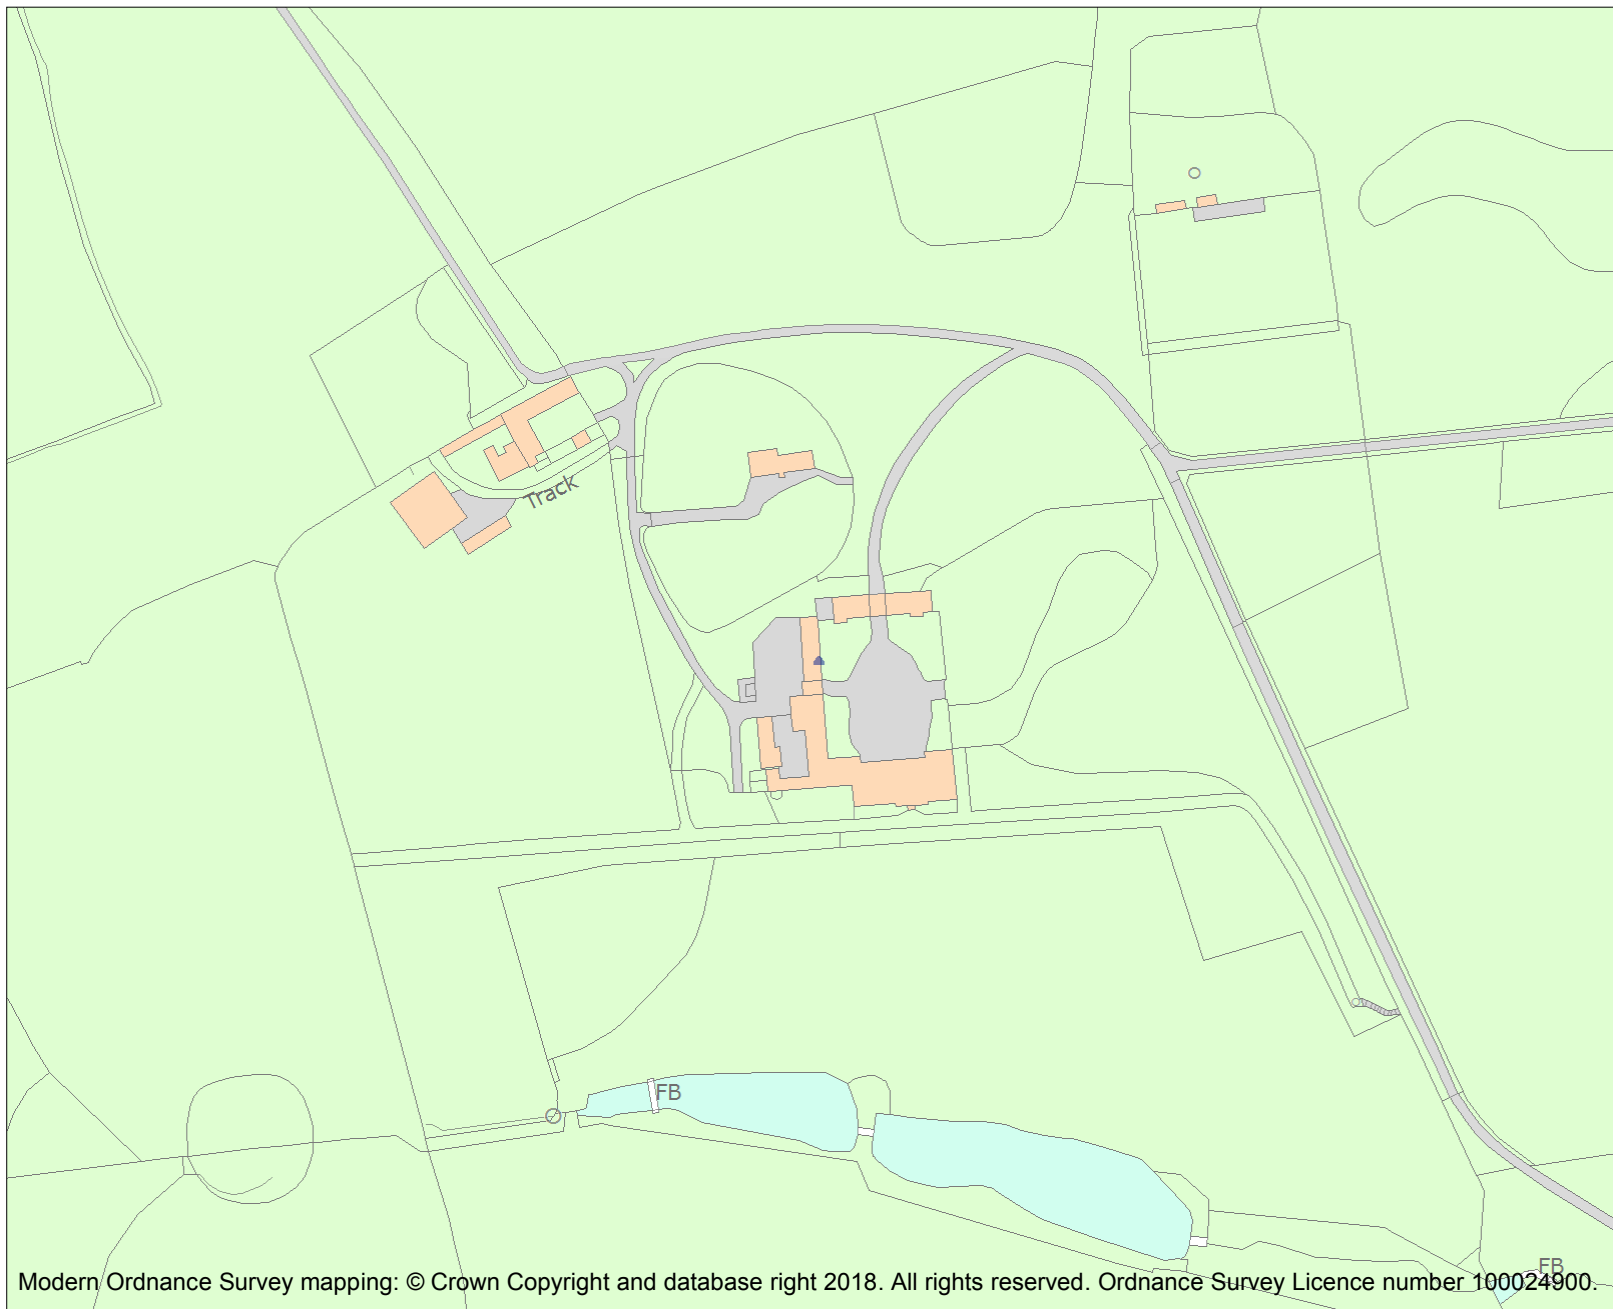 Track
FB
FB
Modern Ordnance Survey mapping: © Crown Copyright and database right 2018. All rights reserved. Ordnance Survey Licence number 100024900.